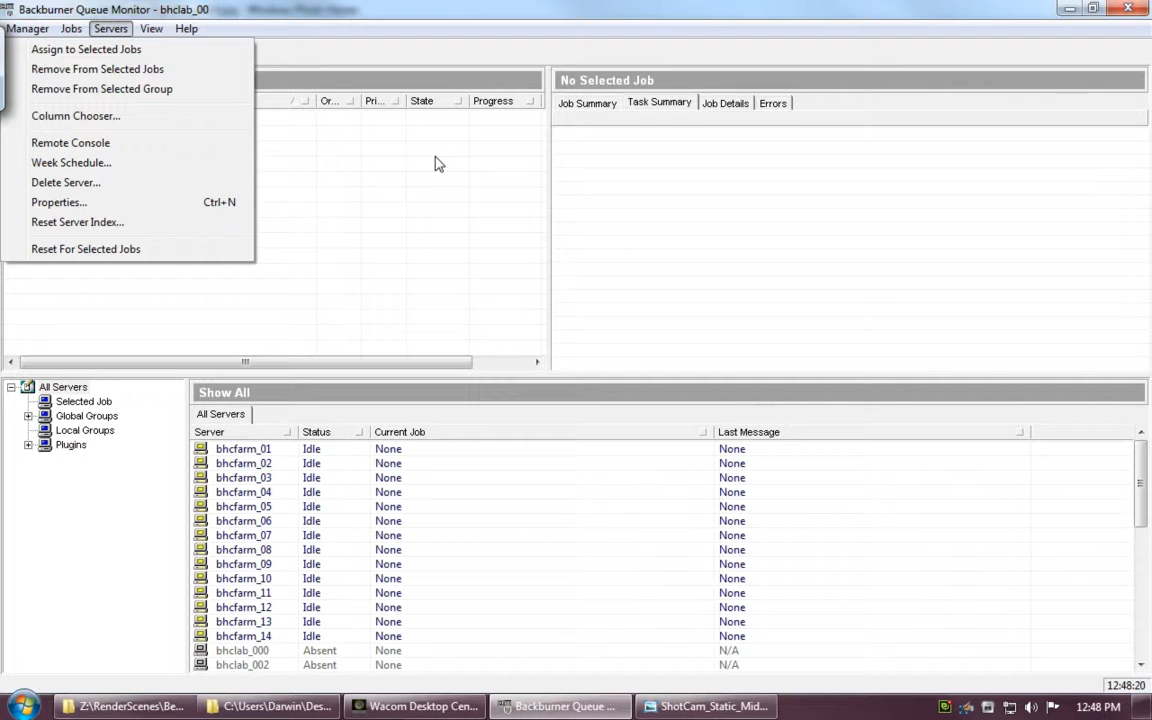 Backburner Queue Monitor - bhclab_00
Manager Jobs Servers View Help
Assign to Selected Jobs
Remove From Selected Jobs
Remove From Selected Group
Column Chooser...
Remote Console
Week Schedule...
Delete Server...
Properties... Ctrl+N
Reset Server Index...
Reset For Selected Jobs
Or... Pri... State Progress
No Selected Job
Job Summary Task Summary Job Details Errors
All Servers
Selected Job
Global Groups
Local Groups
Plugins
Show All
All Servers
Server Status Current Job Last Message
bhcfarm_01 Idle None None
bhcfarm_02 Idle None None
bhcfarm_03 Idle None None
bhcfarm_04 Idle None None
bhcfarm_05 Idle None None
bhcfarm_06 Idle None None
bhcfarm_07 Idle None None
bhcfarm_08 Idle None None
bhcfarm_09 Idle None None
bhcfarm_10 Idle None None
bhcfarm_11 Idle None None
bhcfarm_12 Idle None None
bhcfarm_13 Idle None None
bhcfarm_14 Idle None None
bhclab_000 Absent None N/A
bhclab_002 Absent None N/A
12:48:20
Z:\RenderScenes\Be... C:\Users\Darwin\Des... Wacom Desktop Cen... Backburner Queue ... ShotCam_Static_Mid... 12:48 PM